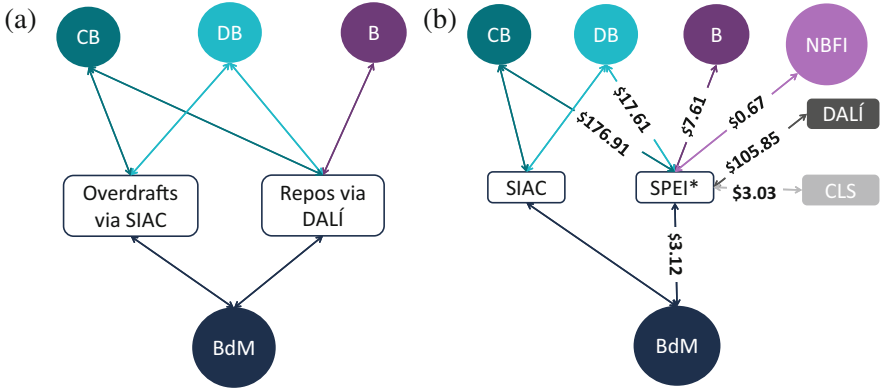 (a)
CB
DB
B
Overdrafts
via SIAC
Repos via
DALÍ
BdM
(b)
CB
DB
B
NBFI
$17.61
$176.91
$7.61
$0.67
$105.85
DALÍ
SIAC
SPEI*
$3.03
CLS
$3.12
BdM